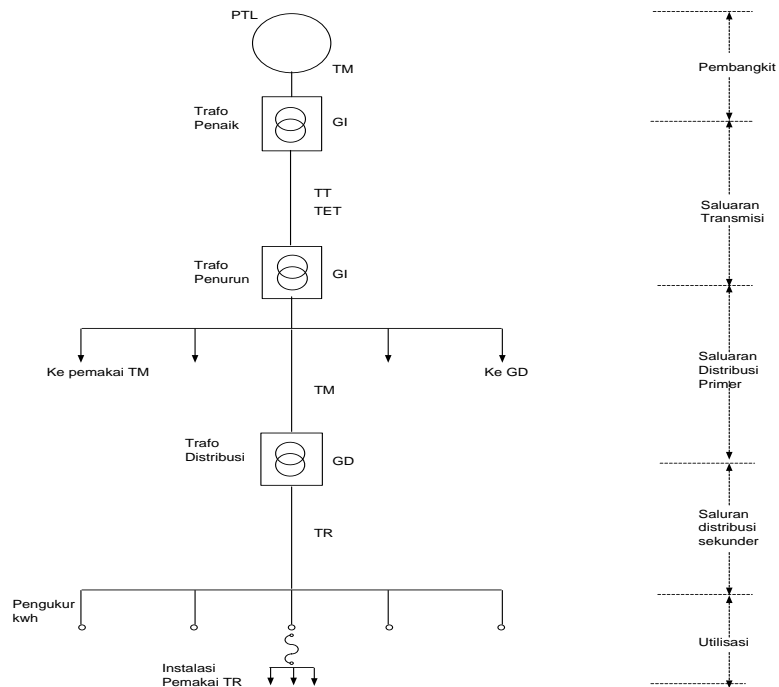 PTL
TM
Pembangkit
Trafo
Penaik
GI
TT
TET
Saluaran
Transmisi
Trafo
Penurun
GI
Ke pemakai TM
Ke GD
Saluaran
Distribusi
Primer
TM
Trafo
Distribusi
GD
TR
Saluran
distribusi
sekunder
Pengukur
kwh
Utilisasi
Instalasi
Pemakai TR